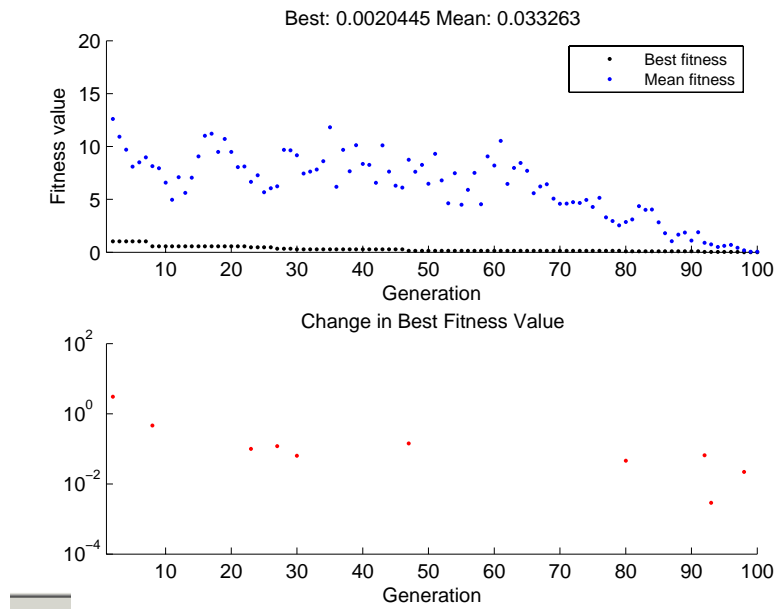 Best: 0.0020445 Mean: 0.033263
20
15
10
5
0
Fitness value
Best fitness
Mean fitness
10 20 30 40 50 60 70 80 90 100
Generation
Change in Best Fitness Value
10^2
10^0
10^−2
10^−4
10 20 30 40 50 60 70 80 90 100
Generation